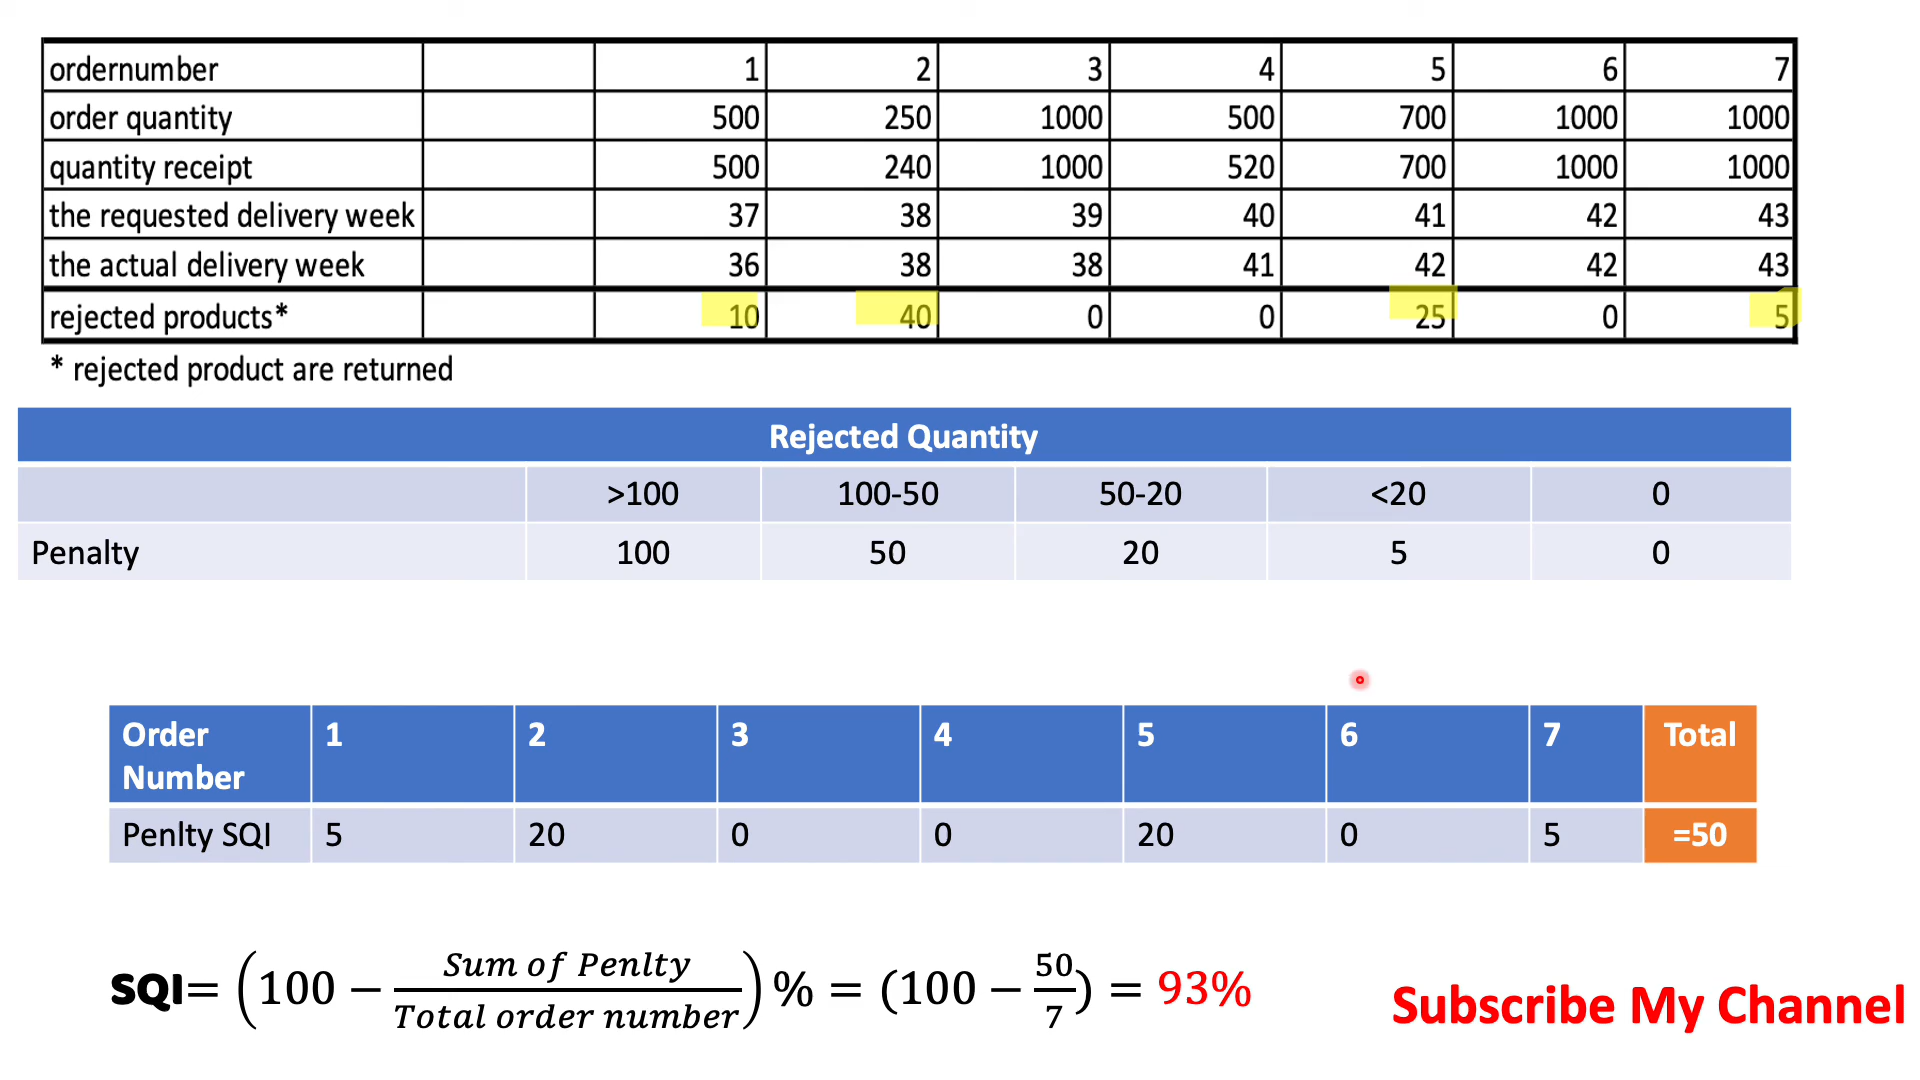 ordernumber 1 2 3 4 5 6 7
order quantity 500 250 1000 500 700 1000 1000
quantity receipt 500 240 1000 520 700 1000 1000
the requested delivery week 37 38 39 40 41 42 43
the actual delivery week 36 38 38 41 42 42 43
rejected products* 10 40 0 0 25 0 5
* rejected product are returned
Rejected Quantity
>100 100-50 50-20 <20 0
Penalty 100 50 20 5 0
Order Number 1 2 3 4 5 6 7 Total
Penlty SQI 5 20 0 0 20 0 5 =50
SQI= (100 − Sum of Penlty / Total order number) % = (100 − 50/7) = 93%
Subscribe My Channel